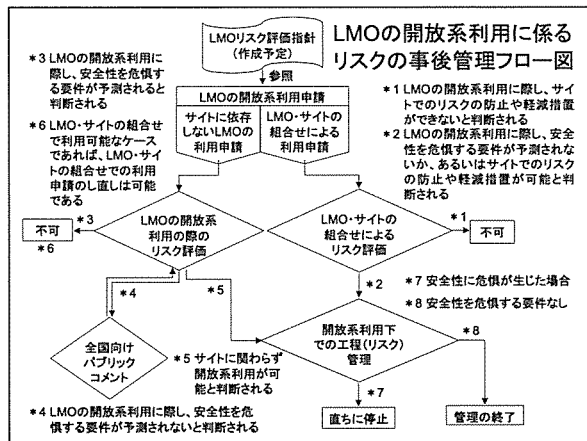 LMOの開放系利用に係る
リスクの事後管理フロー図
LMOリスク評価指針
(作成予定)
参照
LMOの開放系利用申請
サイトに依存
しないLMOの
利用申請
LMO・サイトの
組合せによる
利用申請
*3 LMOの開放系利用に
際し、安全性を危惧す
る要件が予測されると
判断される
*6 LMO・サイトの組合せ
で利用可能なケース
であれば、LMO・サイ
トの組合せでの利用
申請のし直しは可能
である
*1 LMOの開放系利用に際し、サイ
トでのリスクの防止や軽減措置
ができないと判断される
*2 LMOの開放系利用に際し、安全
性を危惧する要件が予測されな
いか、あるいはサイトでのリスク
の防止や軽減措置が可能と判
断される
不可
*3
*6
LMOの開放系
利用の際の
リスク評価
LMO・サイトの
組合せによる
リスク評価
*1
不可
*4
*5
*2
*7 安全性に危惧が生じた場合
*8 安全性を危惧する要件なし
全国向け
パブリック
コメント
*5 サイトに関わらず
開放系利用が可
能と判断される
開放系利用下
での工程(リスク)
管理
*8
*7
*4 LMOの開放系利用に際し、安全性を危
惧する要件が予測されないと判断される
直ちに停止
管理の終了